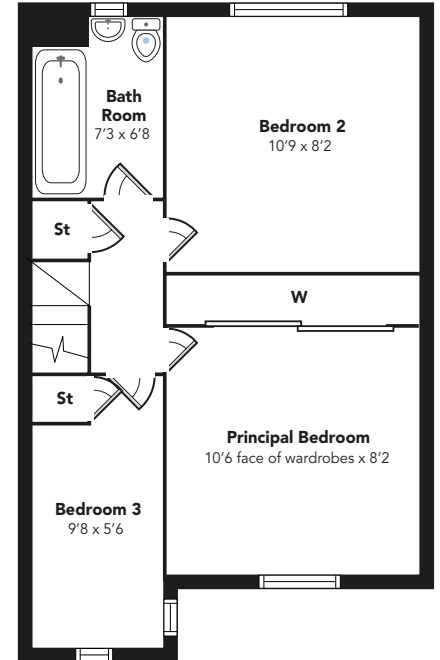 Bath
Room
7'3 x 6'8
Bedroom 2
10'9 x 8'2
St
W
St
Principal Bedroom
10'6 face of wardrobes x 8'2
Bedroom 3
9'8 x 5'6